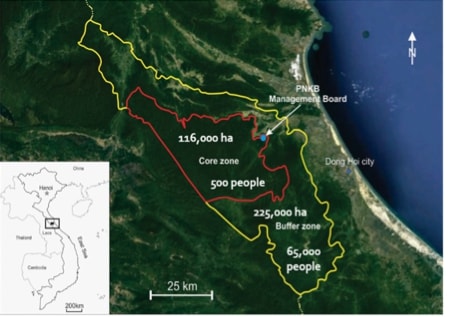 N
PNKB
Management Board
116,000 ha
Core zone
500 people
Dong Hoi city
225,000 ha
Buffer zone
65,000
people
25 km
China
Hanoi
Laos
Thailand
East Sea
Cambodia
200km